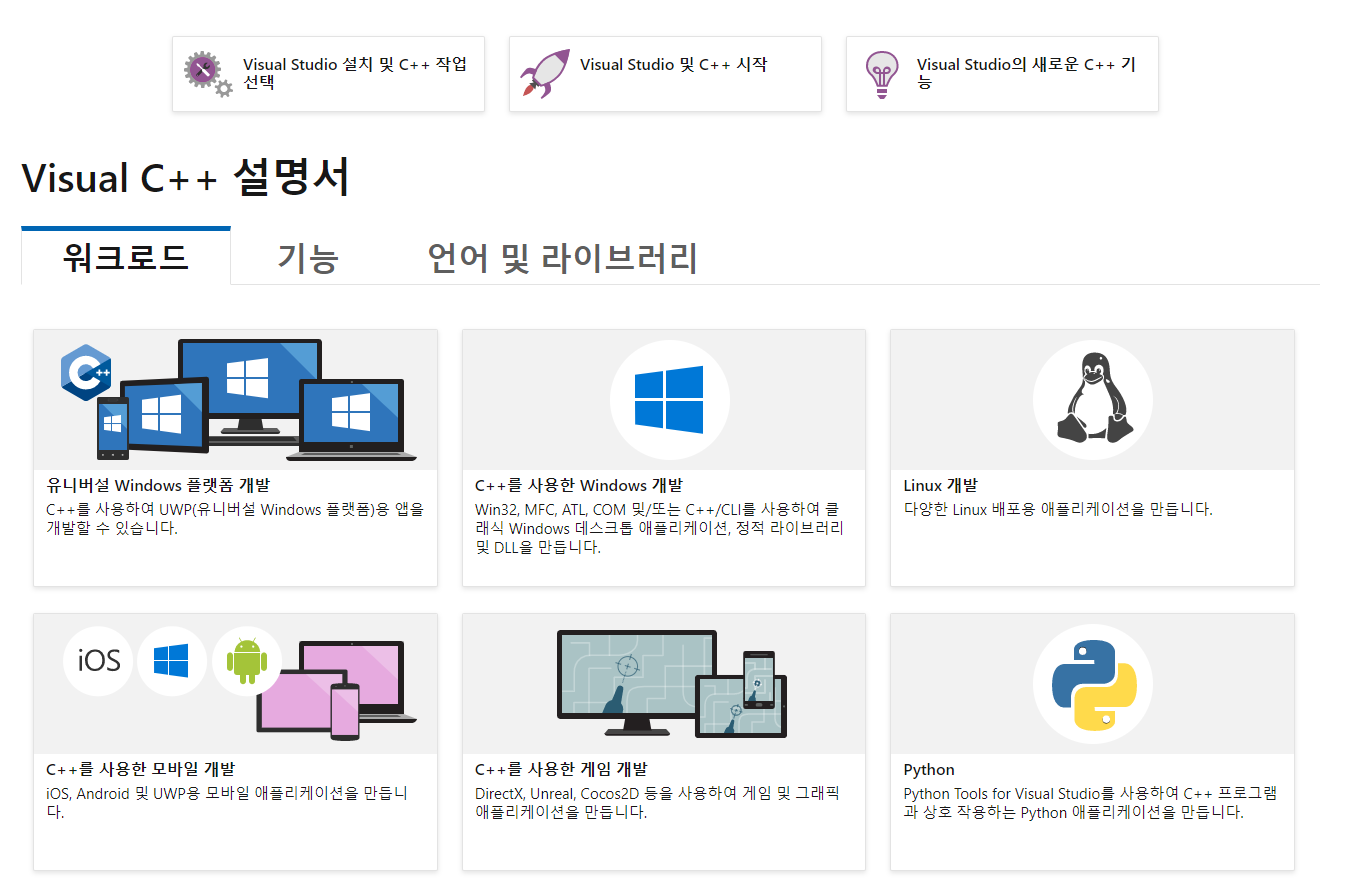 Visual Studio 설치 및 C++ 작업
선택
Visual Studio 및 C++ 시작
Visual Studio의 새로운 C++ 기
능
Visual C++ 설명서
워크로드
기능
언어 및 라이브러리
C++
유니버설 Windows 플랫폼 개발
C++를 사용하여 UWP(유니버설 Windows 플랫폼)용 앱을
개발할 수 있습니다.
C++를 사용한 Windows 개발
Win32, MFC, ATL, COM 및/또는 C++/CLI를 사용하여 클
래식 Windows 데스크톱 애플리케이션, 정적 라이브러리
및 DLL을 만듭니다.
Linux 개발
다양한 Linux 배포용 애플리케이션을 만듭니다.
iOS
C++를 사용한 모바일 개발
iOS, Android 및 UWP용 모바일 애플리케이션을 만듭니
다.
C++를 사용한 게임 개발
DirectX, Unreal, Cocos2D 등을 사용하여 게임 및 그래픽
애플리케이션을 만듭니다.
Python
Python Tools for Visual Studio를 사용하여 C++ 프로그램
과 상호 작용하는 Python 애플리케이션을 만듭니다.